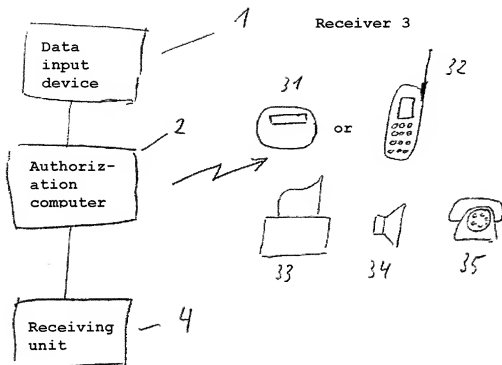 1
Receiver 3
Data
input
device
31
or
32
2
Authoriz-
ation
computer
33
34
35
Receiving
unit
4